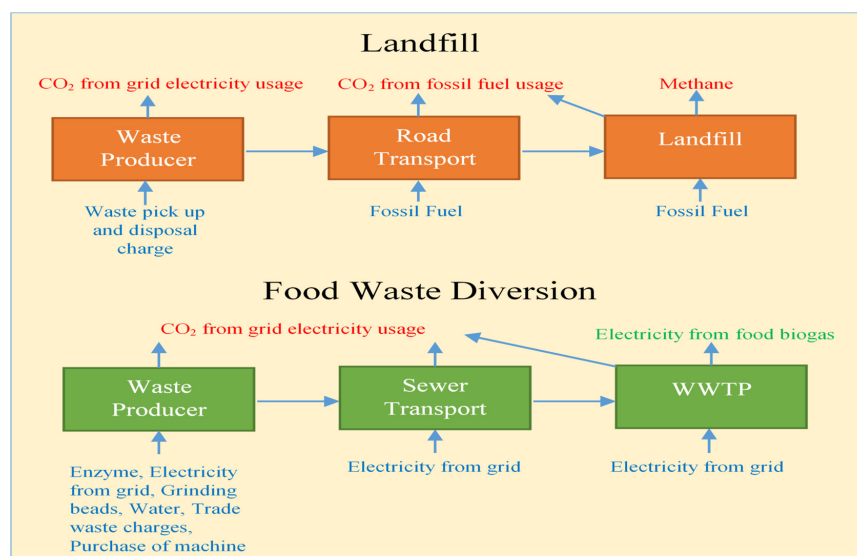 Landfill
CO₂ from grid electricity usage
CO₂ from fossil fuel usage
Methane
Waste
Producer
Road
Transport
Landfill
Waste pick up
and disposal
charge
Fossil Fuel
Fossil Fuel
Food Waste Diversion
CO₂ from grid electricity usage
Electricity from food biogas
Waste
Producer
Sewer
Transport
WWTP
Enzyme, Electricity
from grid, Grinding
beads, Water, Trade
waste charges,
Purchase of machine
Electricity from grid
Electricity from grid